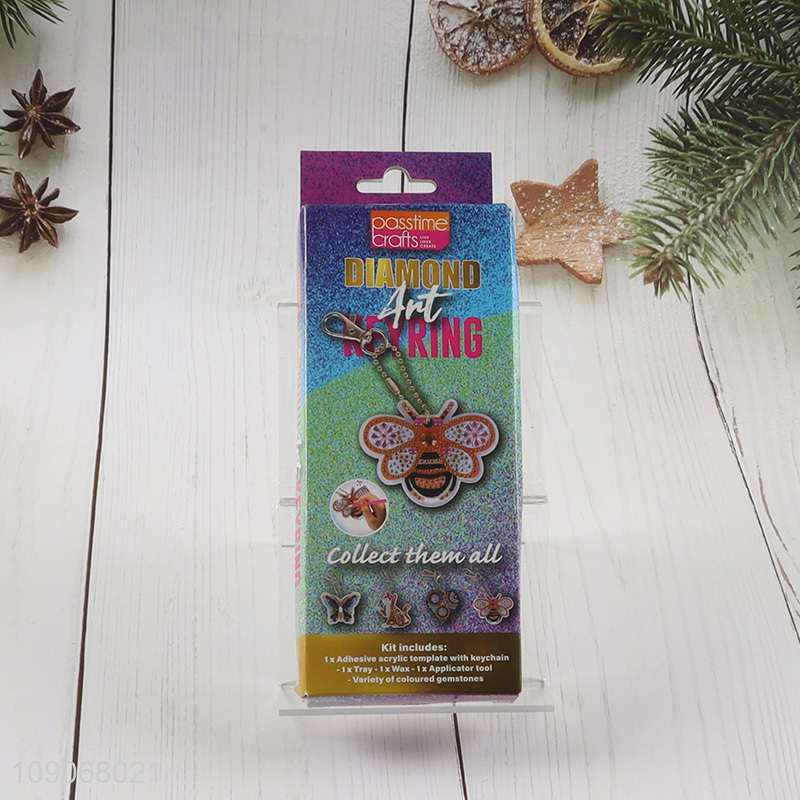 passtime
crafts LIVE LOVE CREATE
DIAMOND
Art
KEYRING
Collect them all
Kit includes:
1 x Adhesive acrylic template with keychain
- 1 x Tray - 1 x Wax - 1 x Applicator tool
- Variety of coloured gemstones
109068021